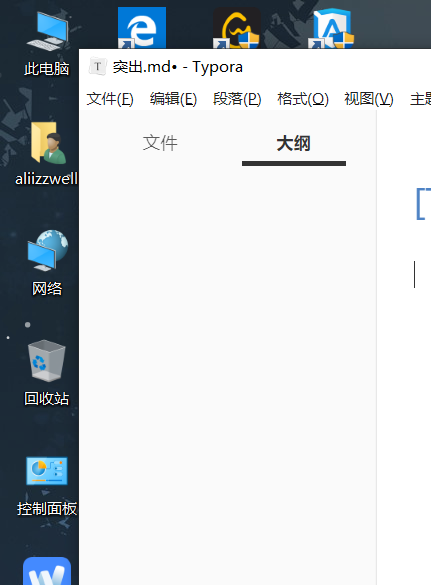 突出.md• - Typora
文件(F) 编辑(E) 段落(P) 格式(O) 视图(V) 主题
文件 大纲
[T
此电脑
aliizzwell
网络
回收站
控制面板